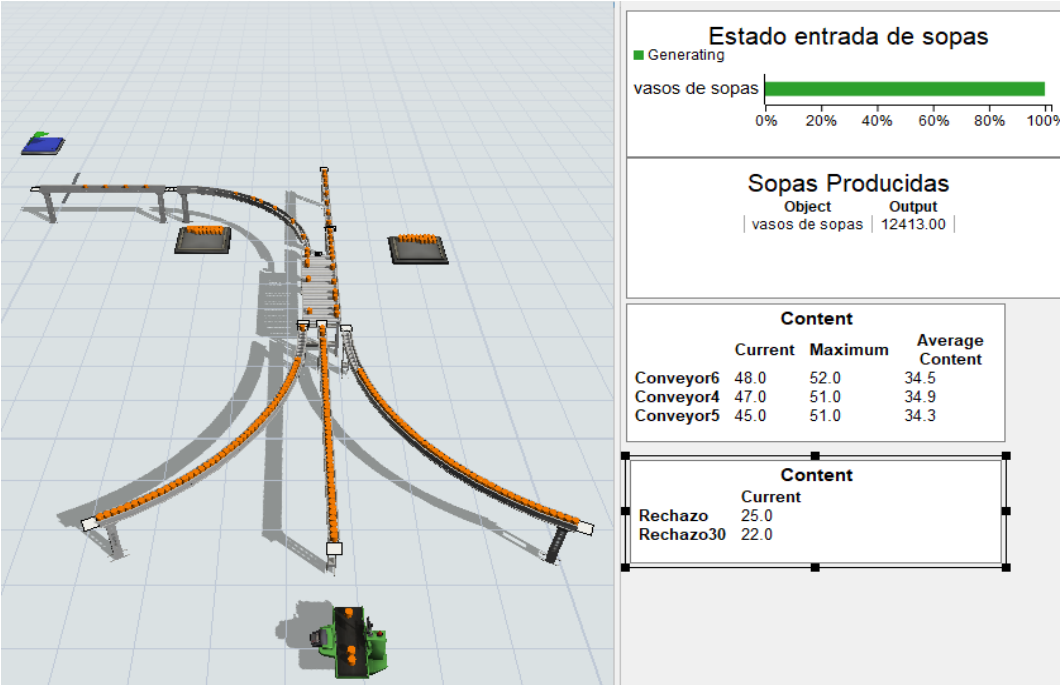 Estado entrada de sopas
Generating
vasos de sopas
0% 20% 40% 60% 80% 100%
Sopas Producidas
Object Output
vasos de sopas 12413.00
Content
Current Maximum Average Content
Conveyor6 48.0 52.0 34.5
Conveyor4 47.0 51.0 34.9
Conveyor5 45.0 51.0 34.3
Content
Current
Rechazo 25.0
Rechazo30 22.0